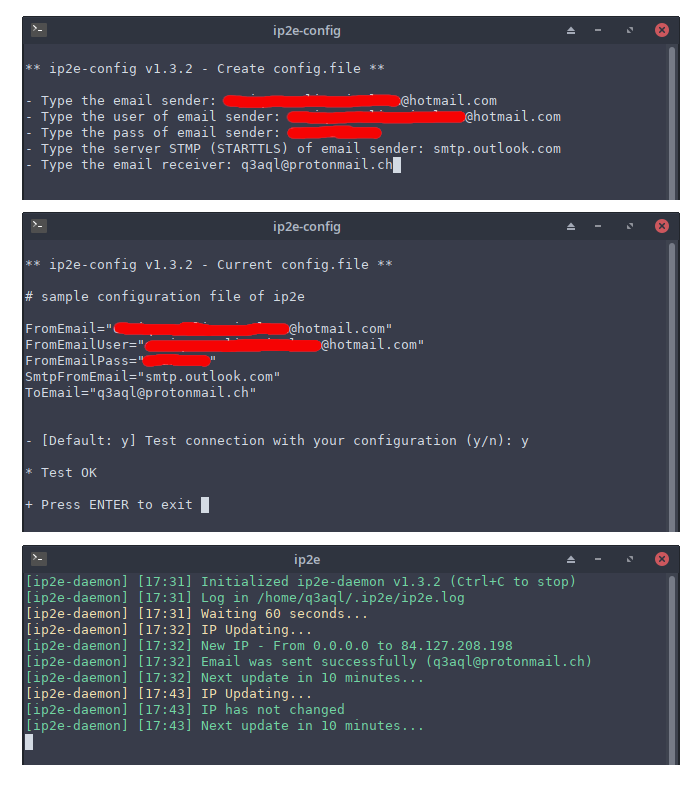 ip2e-config
** ip2e-config v1.3.2 - Create config.file **
- Type the email sender: @hotmail.com
- Type the user of email sender: @hotmail.com
- Type the pass of email sender:
- Type the server STMP (STARTTLS) of email sender: smtp.outlook.com
- Type the email receiver: q3aql@protonmail.ch
ip2e-config
** ip2e-config v1.3.2 - Current config.file **
# sample configuration file of ip2e
FromEmail="@hotmail.com"
FromEmailUser="@hotmail.com"
FromEmailPass=""
SmtpFromEmail="smtp.outlook.com"
ToEmail="q3aql@protonmail.ch"
- [Default: y] Test connection with your configuration (y/n): y
* Test OK
+ Press ENTER to exit
ip2e
[ip2e-daemon] [17:31] Initialized ip2e-daemon v1.3.2 (Ctrl+C to stop)
[ip2e-daemon] [17:31] Log in /home/q3aql/.ip2e/ip2e.log
[ip2e-daemon] [17:31] Waiting 60 seconds...
[ip2e-daemon] [17:32] IP Updating...
[ip2e-daemon] [17:32] New IP - From 0.0.0.0 to 84.127.208.198
[ip2e-daemon] [17:32] Email was sent successfully (q3aql@protonmail.ch)
[ip2e-daemon] [17:32] Next update in 10 minutes...
[ip2e-daemon] [17:43] IP Updating...
[ip2e-daemon] [17:43] IP has not changed
[ip2e-daemon] [17:43] Next update in 10 minutes...